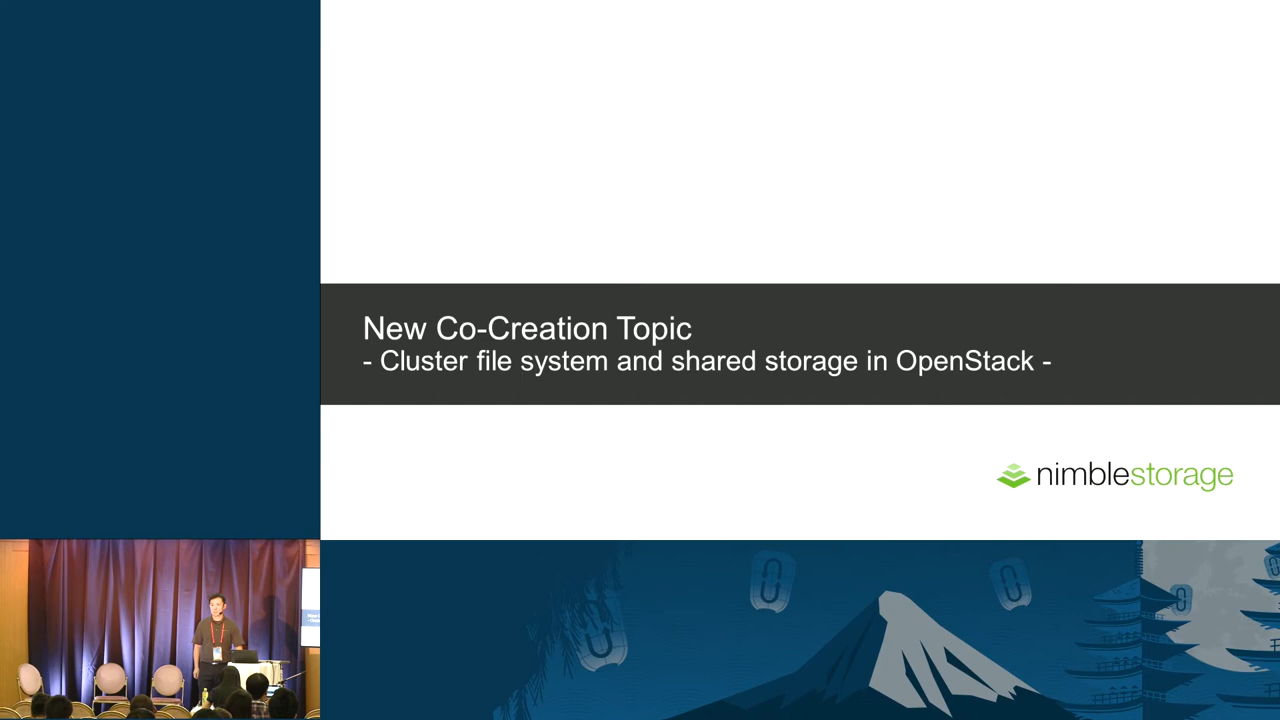 New Co-Creation Topic
- Cluster file system and shared storage in OpenStack -
nimblestorage